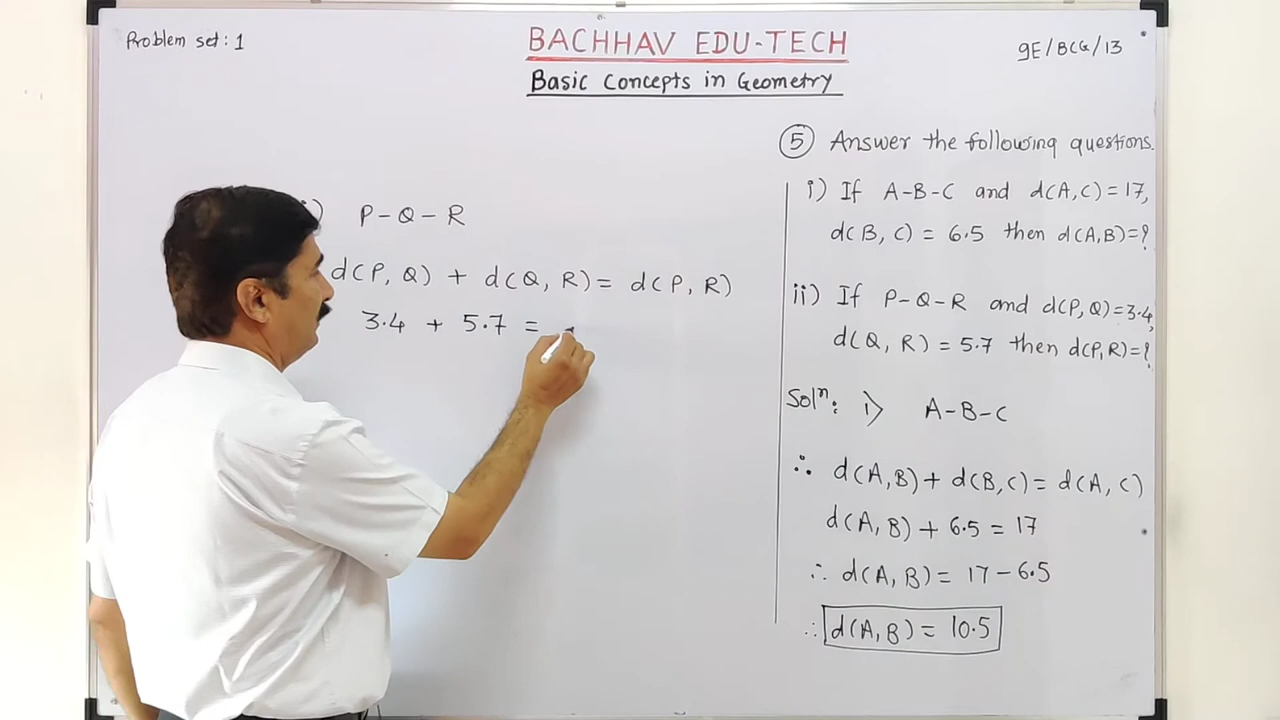 Problem set: 1
BACHHAV EDU-TECH
9E/BCG/13
Basic Concepts in Geometry
P-Q-R
d(P, Q) + d(Q, R) = d(P, R)
3.4 + 5.7 =
⑤ Answer the following questions.
i) If A-B-C and d(A,C)=17,
d(B, C) = 6.5 then d(A,B)=?
ii) If P-Q-R and d(P,Q)=3.4,
d(Q, R) = 5.7 then d(P,R)=?
Solⁿ: i) A-B-C
∴ d(A,B) + d(B,C) = d(A, C)
d(A, B) + 6.5 = 17
∴ d(A, B) = 17 - 6.5
∴ d(A, B) = 10.5